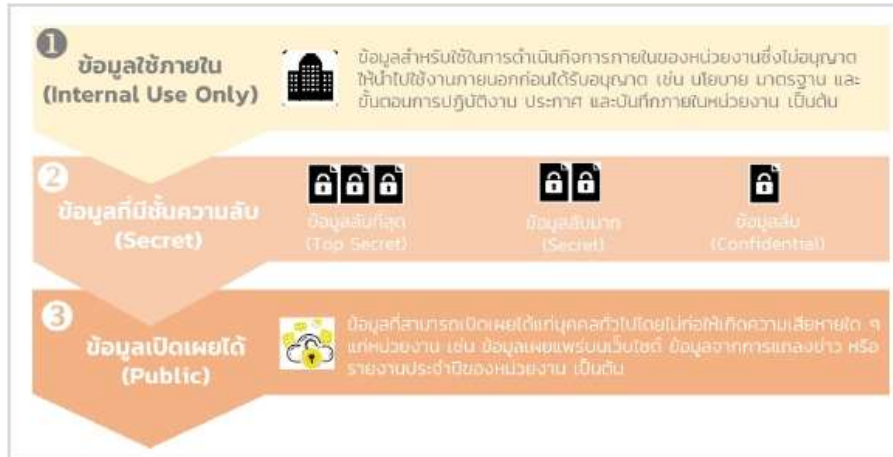 1
ข้อมูลใช้ภายใน
(Internal Use Only)
ข้อมูลสำหรับใช้ในการดำเนินกิจการภายในของหน่วยงานซึ่งไม่อนุญาต
ให้นำไปใช้งานภายนอกก่อนได้รับอนุญาต เช่น นโยบาย มาตรฐาน และ
ขั้นตอนการปฏิบัติงาน ประกาศ และบันทึกภายในหน่วยงาน เป็นต้น
2
ข้อมูลที่มีชั้นความลับ
(Secret)
ข้อมูลลับที่สุด
(Top Secret)
ข้อมูลลับมาก
(Secret)
ข้อมูลลับ
(Confidential)
3
ข้อมูลเปิดเผยได้
(Public)
ข้อมูลที่สามารถเปิดเผยได้แก่บุคคลทั่วไปโดยไม่ก่อให้เกิดความเสียหายใด ๆ
แก่หน่วยงาน เช่น ข้อมูลเผยแพร่บนเว็บไซต์ ข้อมูลจากการแถลงข่าว หรือ
รายงานประจำปีของหน่วยงาน เป็นต้น